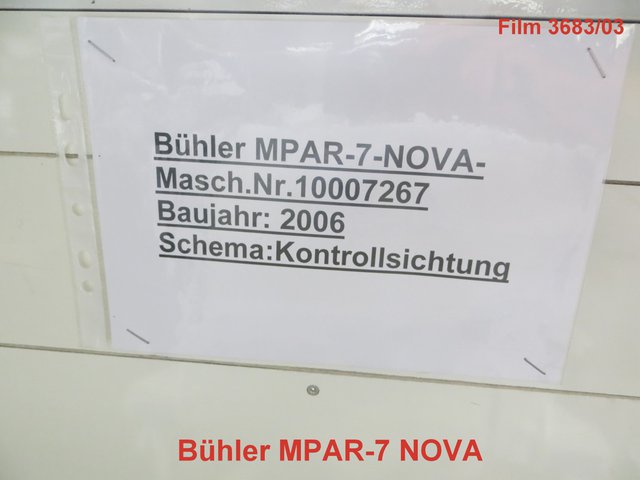 Film 3683/03
Bühler MPAR-7-NOVA-
Masch.Nr.10007267
Baujahr: 2006
Schema:Kontrollsichtung
Bühler MPAR-7 NOVA